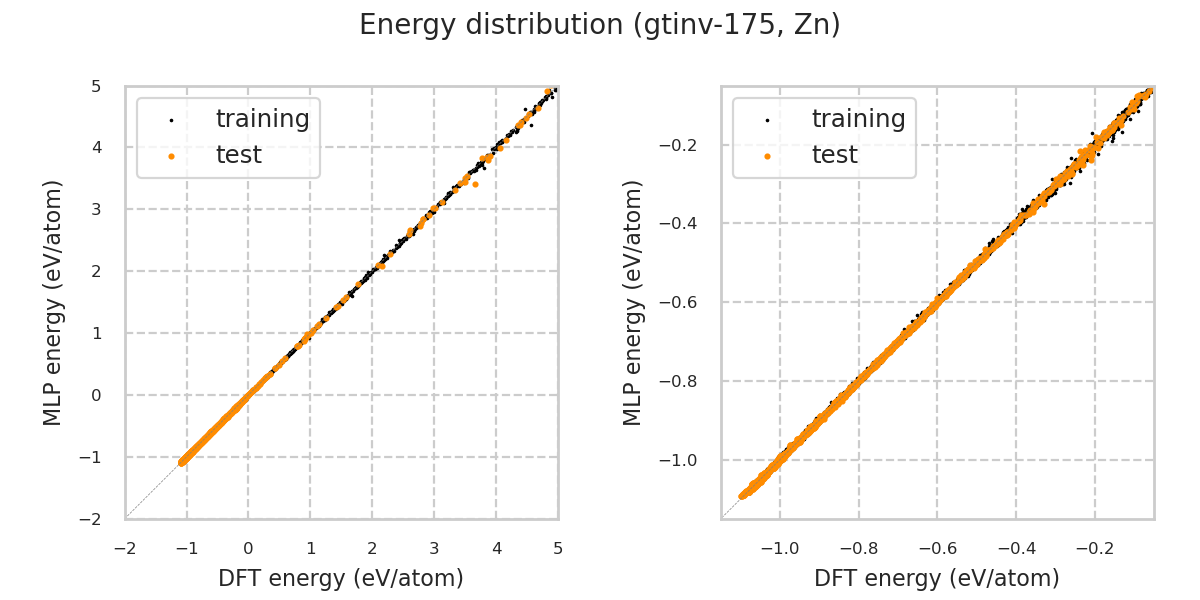 Energy distribution (gtinv-175, Zn)
training
test
5
4
3
2
1
0
−1
−2
−2
−1
0
1
2
3
4
5
MLP energy (eV/atom)
DFT energy (eV/atom)
training
test
−0.2
−0.4
−0.6
−0.8
−1.0
−1.0
−0.8
−0.6
−0.4
−0.2
MLP energy (eV/atom)
DFT energy (eV/atom)